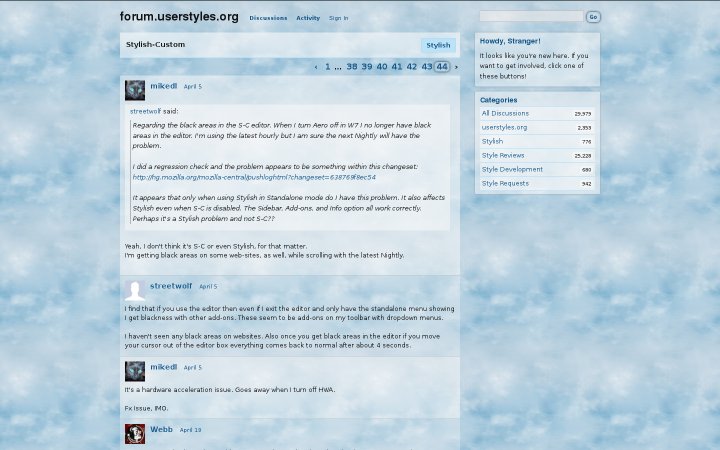 forum.userstyles.org Discussions Activity Sign In
Go
Stylish-Custom
Stylish
‹ 1 ... 38 39 40 41 42 43 44 ›
mikedl April 5
streetwolf said:
Regarding the black areas in the S-C editor. When I turn Aero off in W7 I no longer have black
areas in the editor. I'm using the latest hourly but I am sure the next Nightly will have the
problem.
I did a regression check and the problem appears to be something within this changeset:
http://hg.mozilla.org/mozilla-central/pushloghtml?changeset=638769f8ec54
It appears that only when using Stylish in Standalone mode do I have this problem. It also affects
Stylish even when S-C is disabled. The Sidebar, Add-ons, and Info option all work correctly.
Perhaps it's a Stylish problem and not S-C??
Yeah, I don't think it's S-C or even Stylish, for that matter.
I'm getting black areas on some web-sites, as well, while scrolling with the latest Nightly.
streetwolf April 5
I find that if you use the editor then even if I exit the editor and only have the standalone menu showing
I get blackness with other add-ons. These seem to be add-ons on my toolbar with dropdown menus.
I haven't seen any black areas on websites. Also once you get black areas in the editor if you move
your cursor out of the editor box everything comes back to normal after about 4 seconds.
mikedl April 5
It's a hardware acceleration issue. Goes away when I turn off HWA.
Fx Issue, IMO.
Webb April 19
Howdy, Stranger!
It looks like you're new here. If you
want to get involved, click one of
these buttons!
Categories
All Discussions 29,979
userstyles.org 2,353
Stylish 776
Style Reviews 25,228
Style Development 680
Style Requests 942